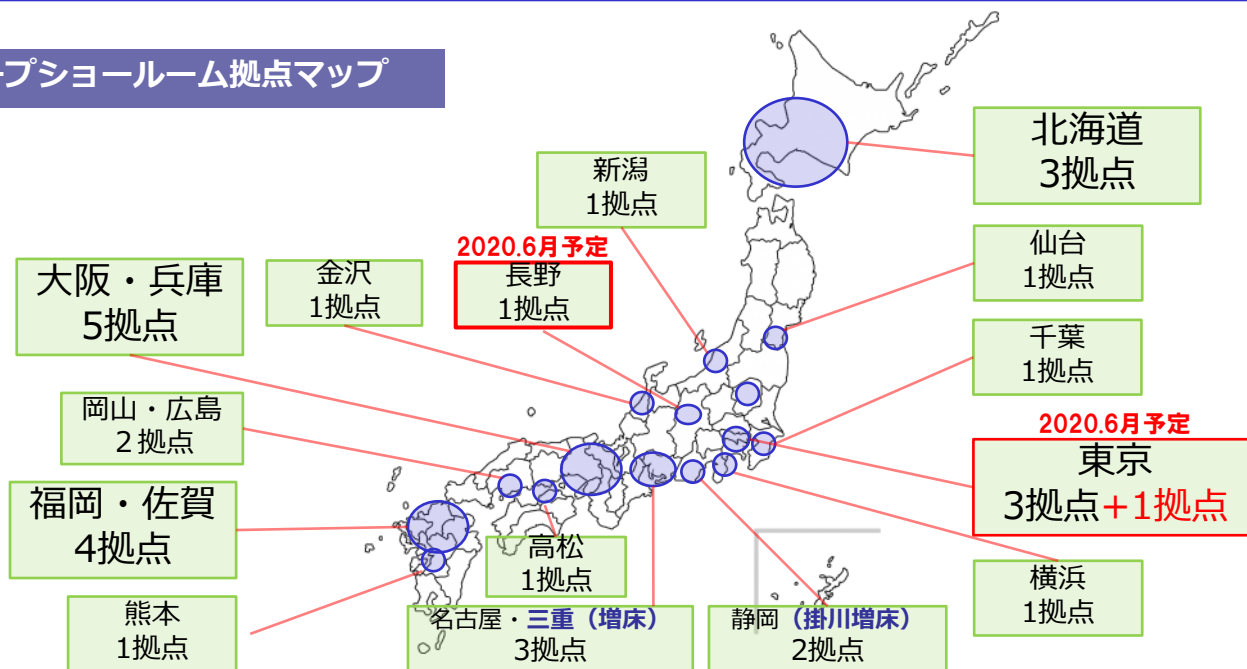 プショールーム拠点マップ
北海道
3拠点
新潟
1拠点
仙台
1拠点
2020.6月予定
長野
1拠点
金沢
1拠点
大阪・兵庫
5拠点
千葉
1拠点
岡山・広島
２拠点
2020.6月予定
東京
3拠点+1拠点
福岡・佐賀
4拠点
高松
1拠点
横浜
1拠点
熊本
1拠点
名古屋・三重（増床）
3拠点
静岡（掛川増床）
2拠点